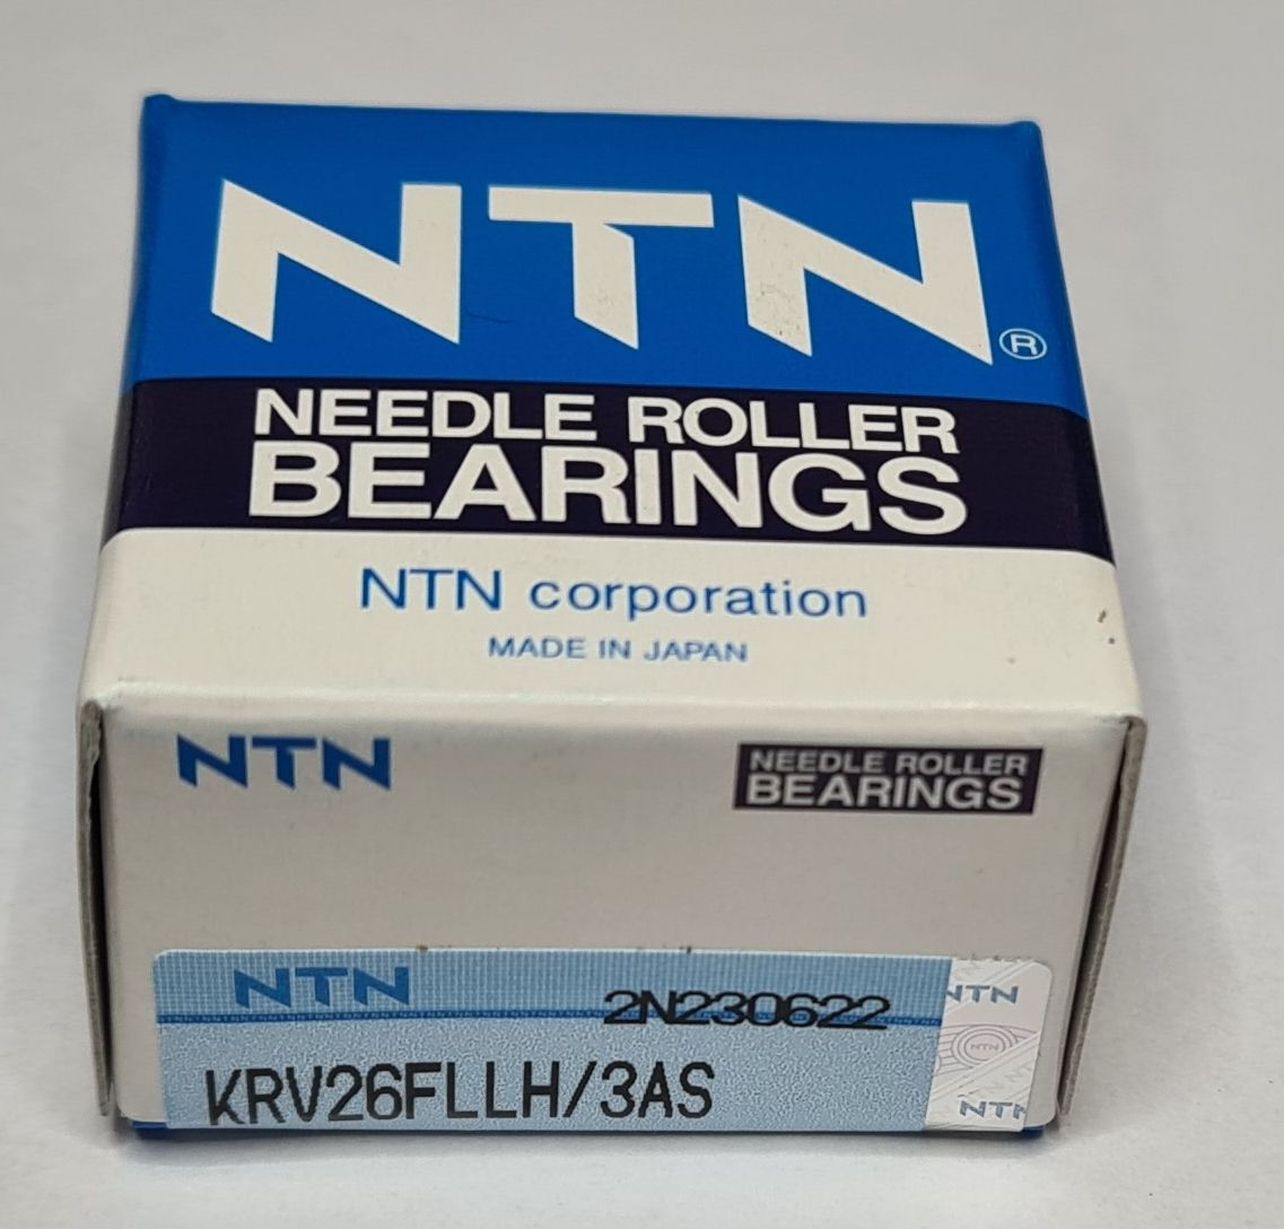 NTN®
NEEDLE ROLLER
BEARINGS
NTN corporation
MADE IN JAPAN
NTN
NEEDLE ROLLER
BEARINGS
NTN
2N230622
NTN
NTN
KRV26FLLH/3AS
NTN